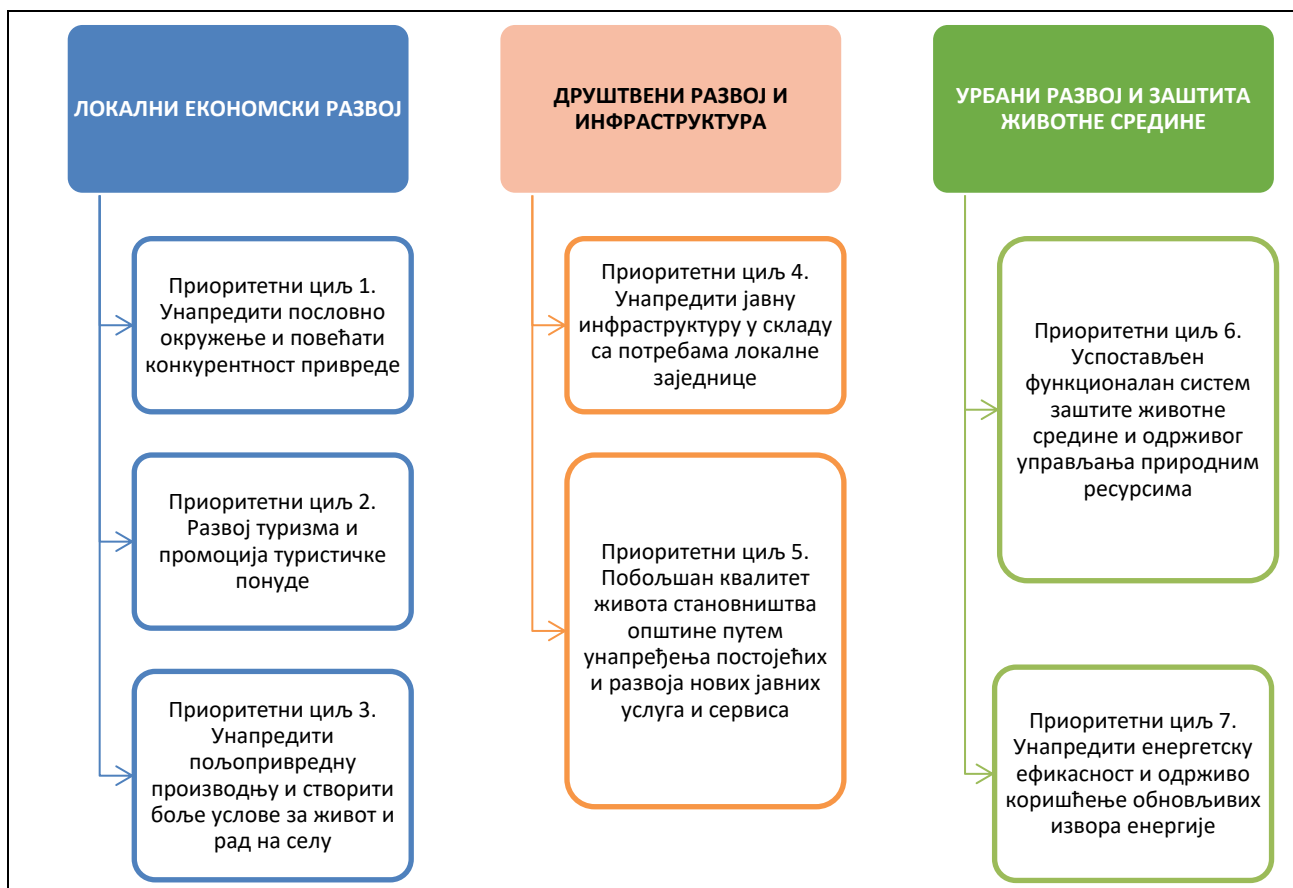 ЛОКАЛНИ ЕКОНОМСКИ РАЗВОЈ
Приоритетни циљ 1.
Унапредити пословно
окружење и повећати
конкурентност привреде
Приоритетни циљ 2.
Развој туризма и
промоција туристичке
понуде
Приоритетни циљ 3.
Унапредити
пољопривредну
производњу и створити
боље услове за живот и
рад на селу
ДРУШТВЕНИ РАЗВОЈ И
ИНФРАСТРУКТУРА
Приоритетни циљ 4.
Унапредити јавну
инфраструктуру у складу
са потребама локалне
заједнице
Приоритетни циљ 5.
Побољшан квалитет
живота становништва
општине путем
унапређења постојећих
и развоја нових јавних
услуга и сервиса
УРБАНИ РАЗВОЈ И ЗАШТИТА
ЖИВОТНЕ СРЕДИНЕ
Приоритетни циљ 6.
Успостављен
функционалан систем
заштите животне
средине и одрживог
управљања природним
ресурсима
Приоритетни циљ 7.
Унапредити енергетску
ефикасност и одрживо
коришћење обновљивих
извора енергије